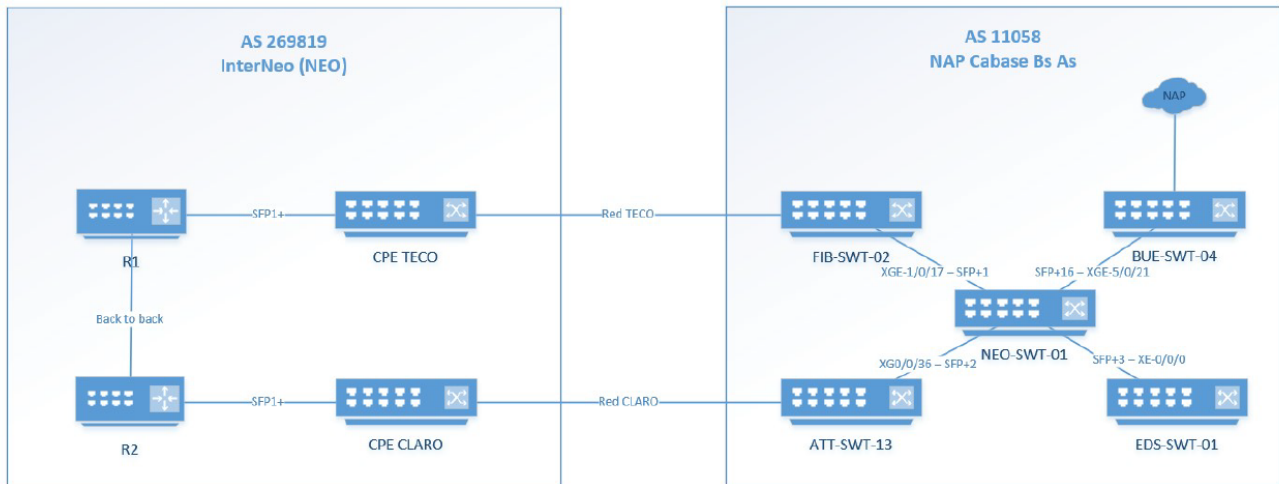 AS 269819
InterNeo (NEO)
AS 11058
NAP Cabase Bs As
NAP
SFP1+
Red TECO
R1
CPE TECO
FIB-SWT-02
BUE-SWT-04
XGE-1/0/17 – SFP+1
SFP+16 – XGE-5/0/21
Back to back
NEO-SWT-01
XG0/0/36 – SFP+2
SFP+3 – XE-0/0/0
SFP1+
Red CLARO
R2
CPE CLARO
ATT-SWT-13
EDS-SWT-01